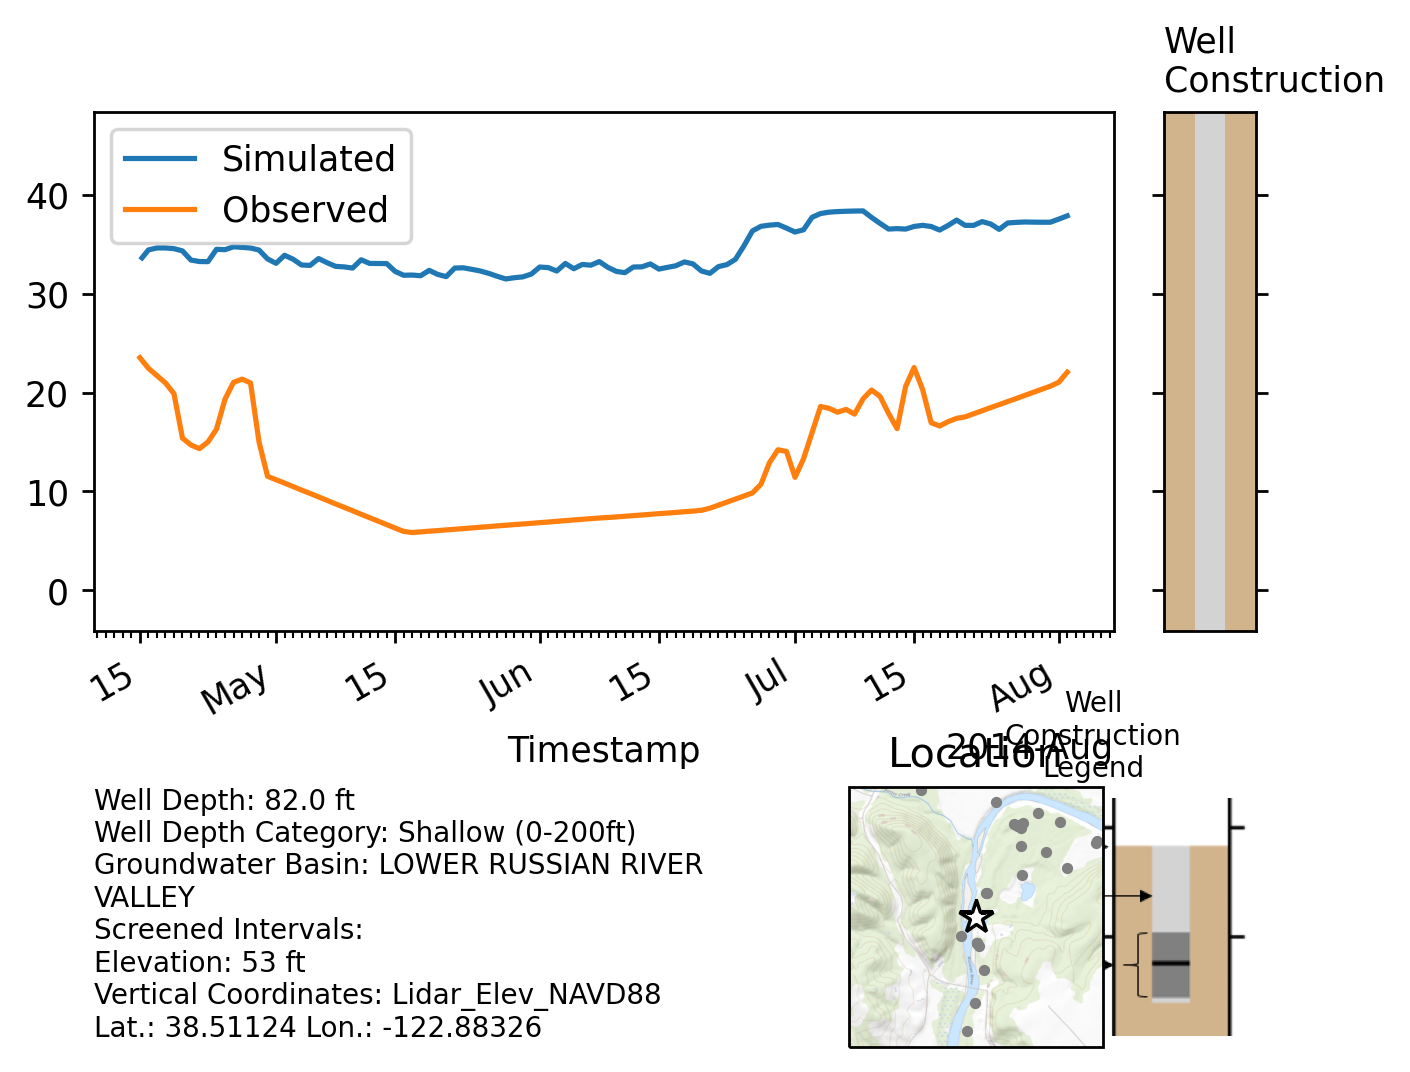 Well
Construction
Simulated
Observed
40
30
20
10
0
15
May
15
Jun
15
Jul
15
Aug
Timestamp
2014-Aug
Well Depth: 82.0 ft
Well Depth Category: Shallow (0-200ft)
Groundwater Basin: LOWER RUSSIAN RIVER
VALLEY
Screened Intervals:
Elevation: 53 ft
Vertical Coordinates: Lidar_Elev_NAVD88
Lat.: 38.51124 Lon.: -122.88326
Location
Well
Construction
Legend